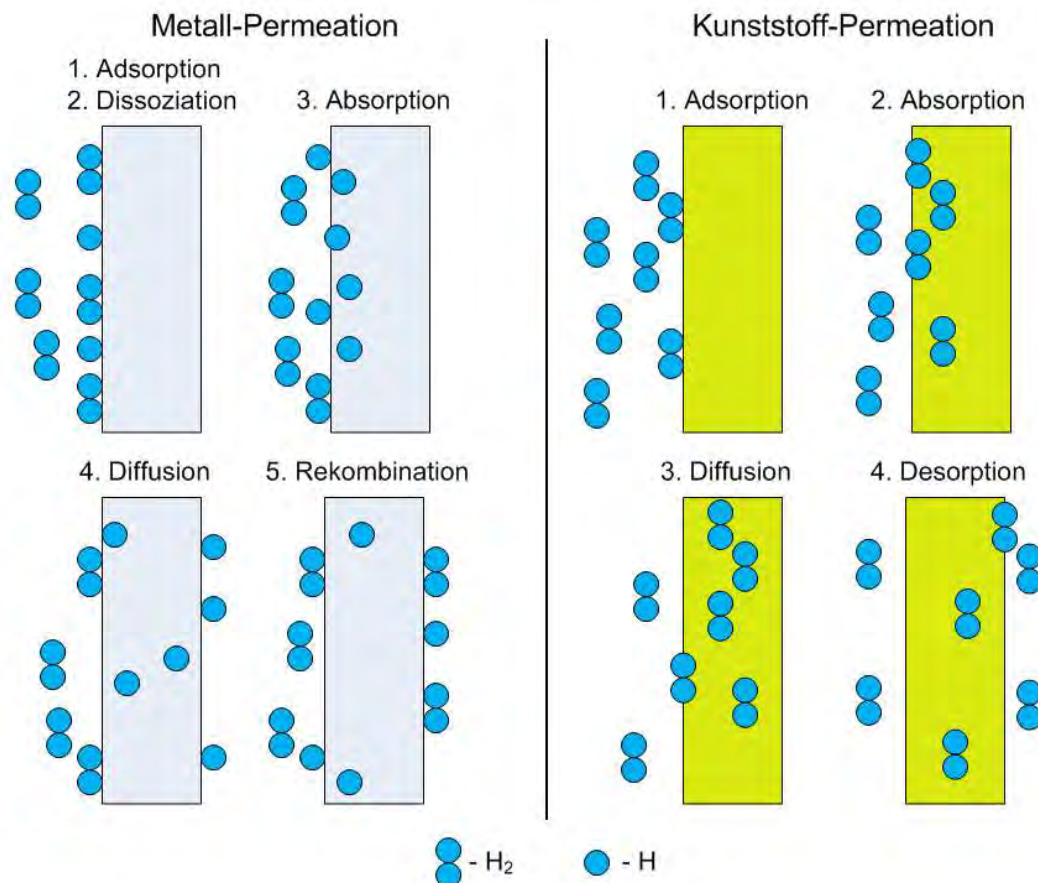 Metall-Permeation
1. Adsorption
2. Dissoziation
3. Absorption
4. Diffusion
5. Rekombination
Kunststoff-Permeation
1. Adsorption
2. Absorption
3. Diffusion
4. Desorption
- H₂
- H